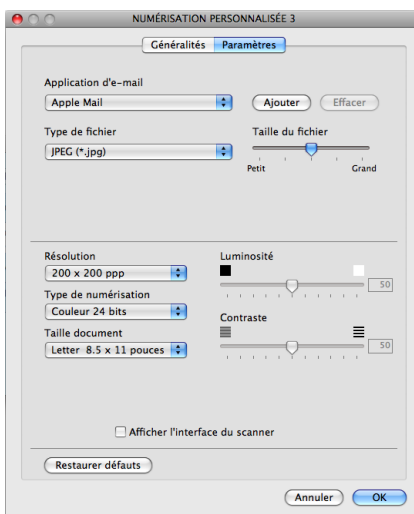 NUMÉRISATION PERSONNALISÉE 3
Généralités Paramètres
Application d'e-mail
Apple Mail Ajouter Effacer
Type de fichier Taille du fichier
JPEG (*.jpg)
Petit Grand
Résolution Luminosité
200 x 200 ppp
50
Type de numérisation
Couleur 24 bits
Contraste
Taille document
Letter 8.5 x 11 pouces 50
Afficher l'interface du scanner
Restaurer défauts
Annuler OK